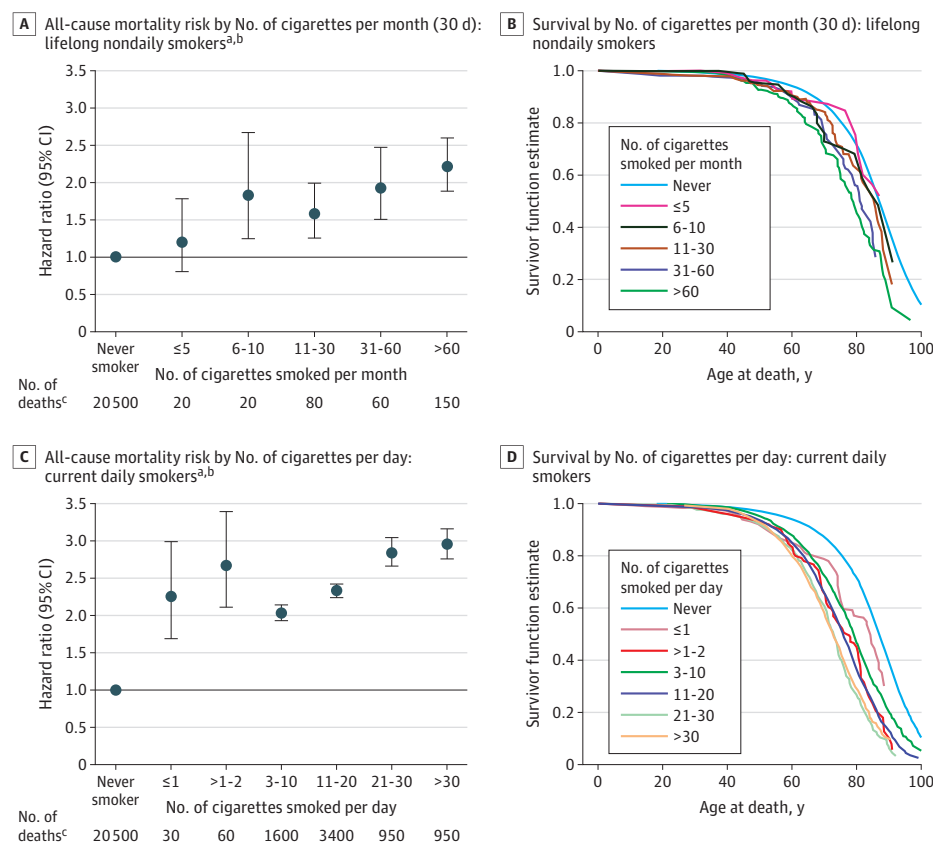 A All-cause mortality risk by No. of cigarettes per month (30 d):
lifelong nondaily smokersa,b
3.5
3.0
2.5
2.0
1.5
1.0
0.5
0
Hazard ratio (95% CI)
Never
smoker
≤5
6-10
11-30
31-60
>60
No. of cigarettes smoked per month
No. of
deathsc
20500
20
20
80
60
150
B Survival by No. of cigarettes per month (30 d): lifelong
nondaily smokers
1.0
0.8
0.6
0.4
0.2
0
Survivor function estimate
No. of cigarettes
smoked per month
Never
≤5
6-10
11-30
31-60
>60
0
20
40
60
80
100
Age at death, y
C All-cause mortality risk by No. of cigarettes per day:
current daily smokersa,b
3.5
3.0
2.5
2.0
1.5
1.0
0.5
0
Hazard ratio (95% CI)
Never
smoker
≤1
>1-2
3-10
11-20
21-30
>30
No. of cigarettes smoked per day
No. of
deathsc
20500
30
60
1600
3400
950
950
D Survival by No. of cigarettes per day: current daily
smokers
1.0
0.8
0.6
0.4
0.2
0
Survivor function estimate
No. of cigarettes
smoked per day
Never
≤1
>1-2
3-10
11-20
21-30
>30
0
20
40
60
80
100
Age at death, y